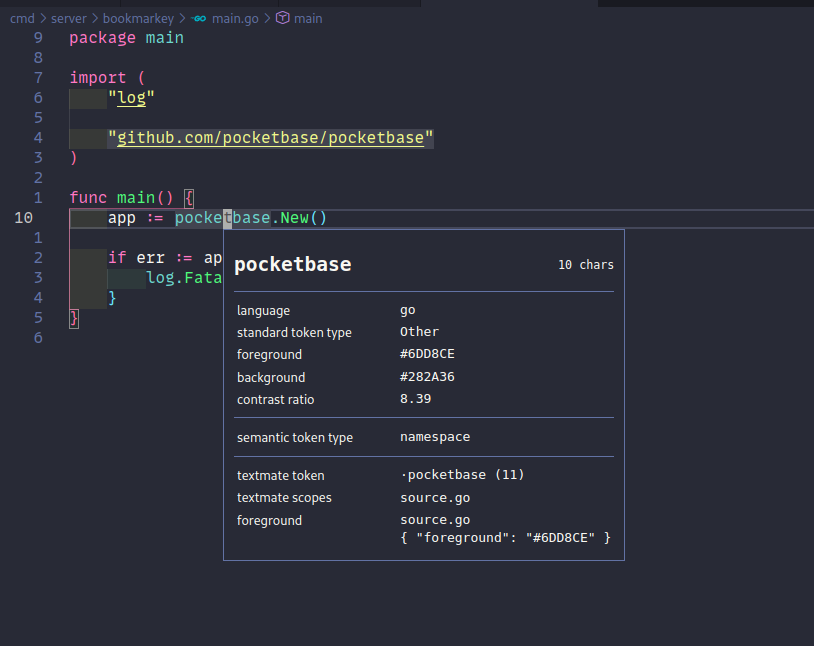 cmd > server > bookmarkey > main.go > main
9 package main
8
7 import (
6 "log"
5
4 "github.com/pocketbase/pocketbase"
3 )
2
1 func main() {
10 app := pocketbase.New()
1
2 if err := ap
3 log.Fata
4 }
5 }
6
pocketbase 10 chars
language go
standard token type Other
foreground #6DD8CE
background #282A36
contrast ratio 8.39
semantic token type namespace
textmate token ·pocketbase (11)
textmate scopes source.go
foreground source.go
{ "foreground": "#6DD8CE" }